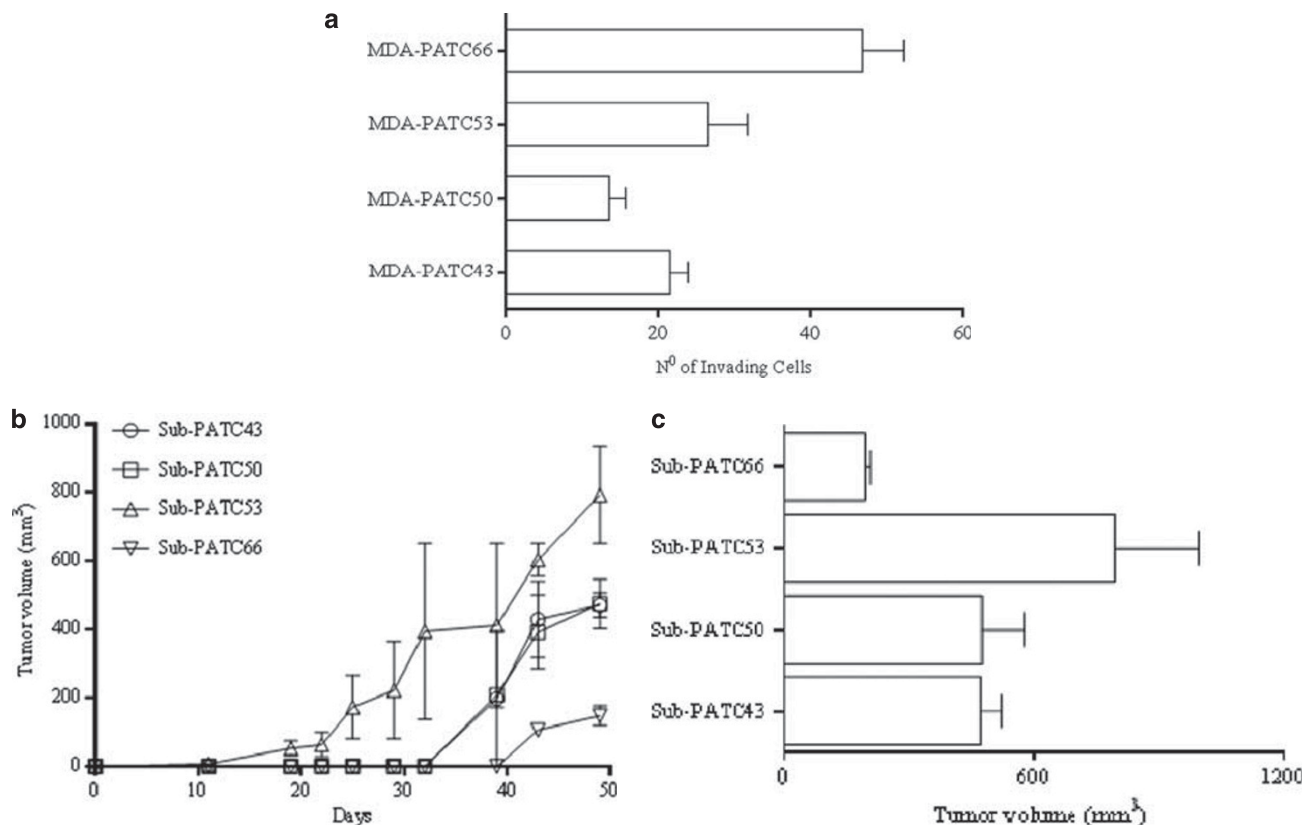 a
MDA-PATC66
MDA-PATC53
MDA-PATC50
MDA-PATC43
0 20 40 60
N⁰ of Invading Cells
b
1000
800
600
400
200
0
Tumor volume (mm³)
Sub-PATC43
Sub-PATC50
Sub-PATC53
Sub-PATC66
0 10 20 30 40 50
Days
c
Sub-PATC66
Sub-PATC53
Sub-PATC50
Sub-PATC43
0 600 1200
Tumor volume (mm³)